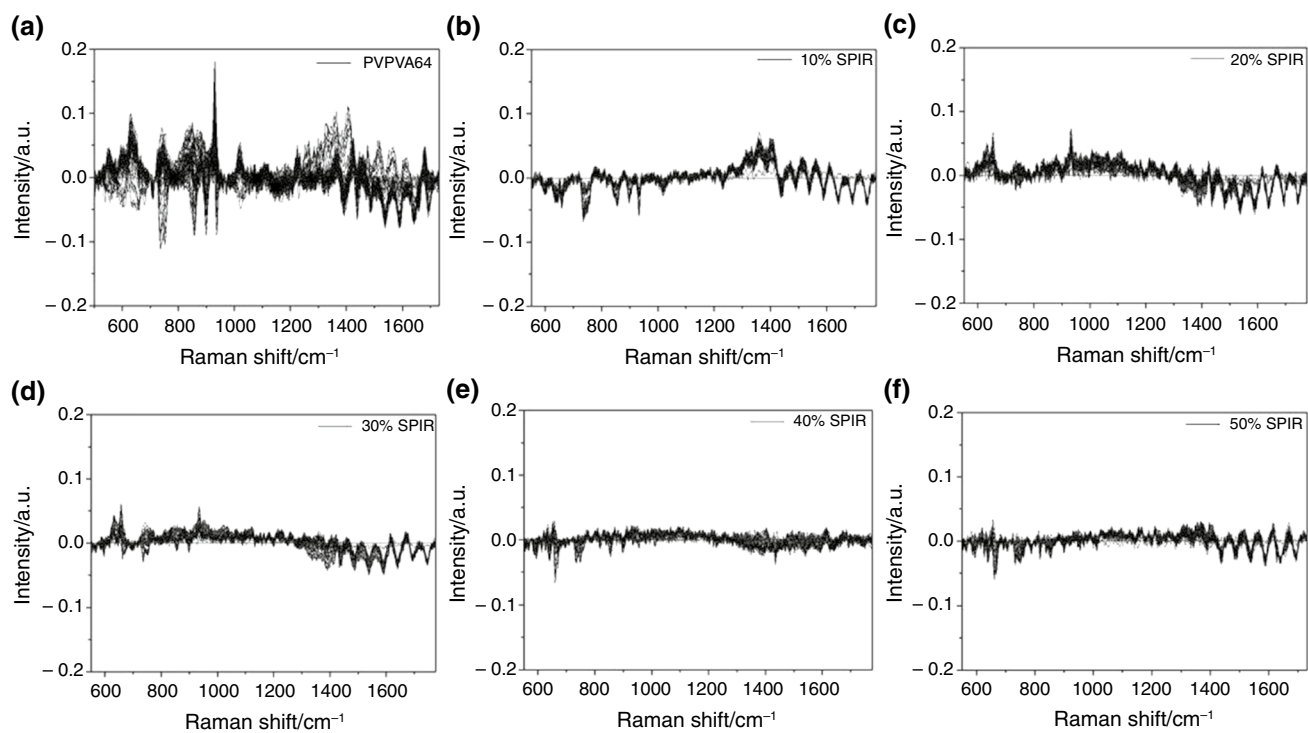 (a)
PVPVA64
0.2
0.1
0.0
– 0.1
– 0.2
Intensity/a.u.
600 800 1000 1200 1400 1600
Raman shift/cm⁻¹
(b)
10% SPIR
0.2
0.1
0.0
– 0.1
– 0.2
Intensity/a.u.
600 800 1000 1200 1400 1600
Raman shift/cm⁻¹
(c)
20% SPIR
0.2
0.1
0.0
– 0.1
– 0.2
Intensity/a.u.
600 800 1000 1200 1400 1600
Raman shift/cm⁻¹
(d)
30% SPIR
0.2
0.1
0.0
– 0.1
– 0.2
Intensity/a.u.
600 800 1000 1200 1400 1600
Raman shift/cm⁻¹
(e)
40% SPIR
0.2
0.1
0.0
– 0.1
– 0.2
Intensity/a.u.
600 800 1000 1200 1400 1600
Raman shift/cm⁻¹
(f)
50% SPIR
0.2
0.1
0.0
– 0.1
– 0.2
Intensity/a.u.
600 800 1000 1200 1400 1600
Raman shift/cm⁻¹